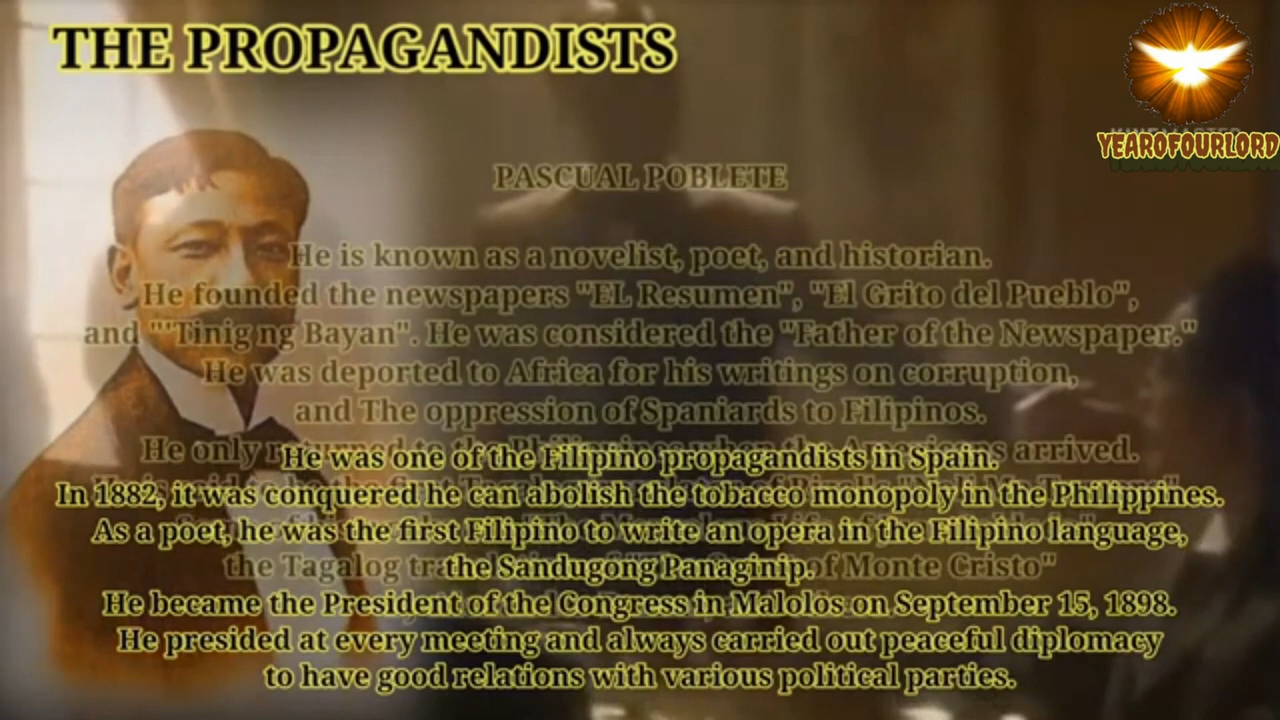 THE PROPAGANDISTS
YEAROFOURLORD
PASCUAL POBLETE
He is known as a novelist, poet, and historian.
He founded the newspapers "EL Resumen", "El Grito del Pueblo",
and "'Tinig ng Bayan". He was considered the "Father of the Newspaper."
He was deported to Africa for his writings on corruption,
and The oppression of Spaniards to Filipinos.
He only returned to the Philippines when the Americans arrived.
He was one of the Filipino propagandists in Spain.
In 1882, it was conquered he can abolish the tobacco monopoly in the Philippines.
As a poet, he was the first Filipino to write an opera in the Filipino language,
the Tagalog of Monte Cristo"
the Sandugong Panaginip.
He became the President of the Congress in Malolos on September 15, 1898.
He presided at every meeting and always carried out peaceful diplomacy
to have good relations with various political parties.